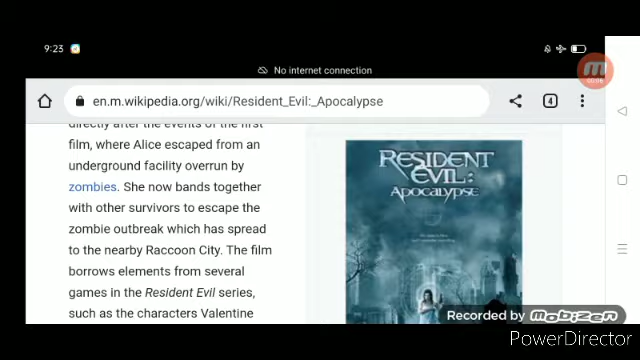 9:23
No internet connection
en.m.wikipedia.org/wiki/Resident_Evil:_Apocalypse
4
directly after the events of the first
film, where Alice escaped from an
underground facility overrun by
zombies. She now bands together
with other survivors to escape the
zombie outbreak which has spread
to the nearby Raccoon City. The film
borrows elements from several
games in the Resident Evil series,
such as the characters Valentine
RESIDENT
EVIL:
APOCALYPSE
Recorded by MOBIZEN
PowerDirector